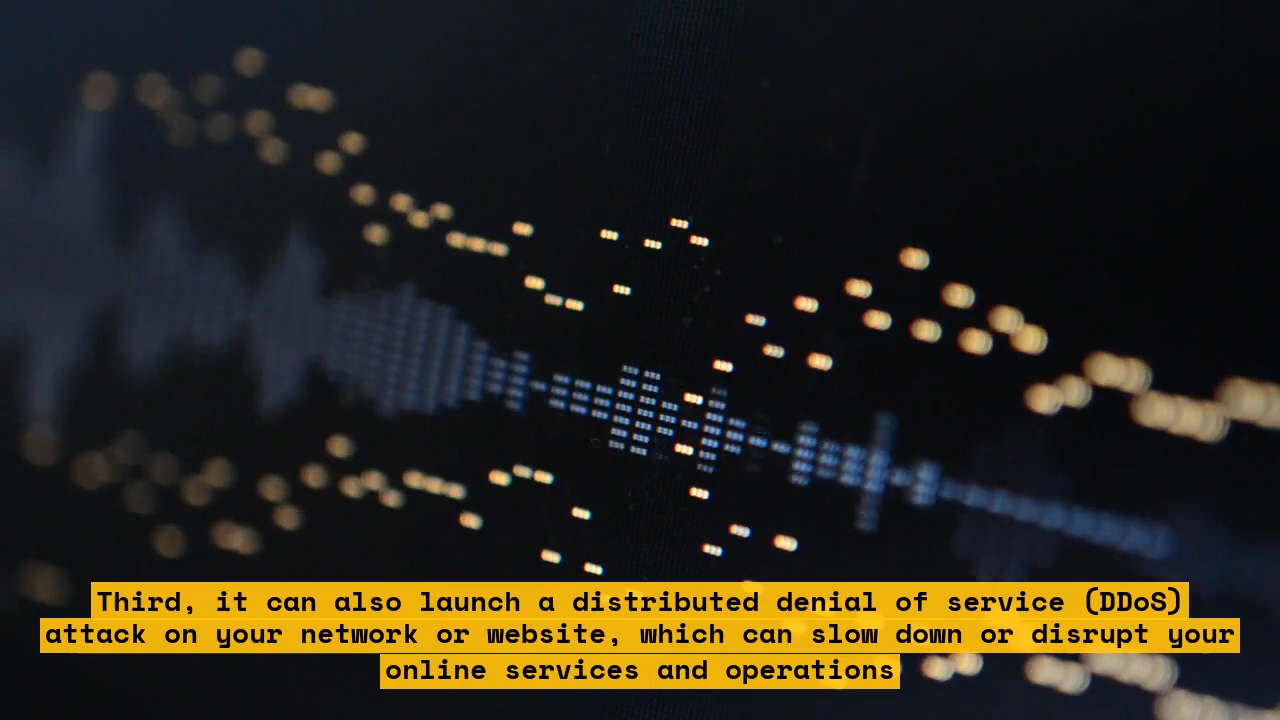 Third, it can also launch a distributed denial of service (DDoS)
attack on your network or website, which can slow down or disrupt your
online services and operations